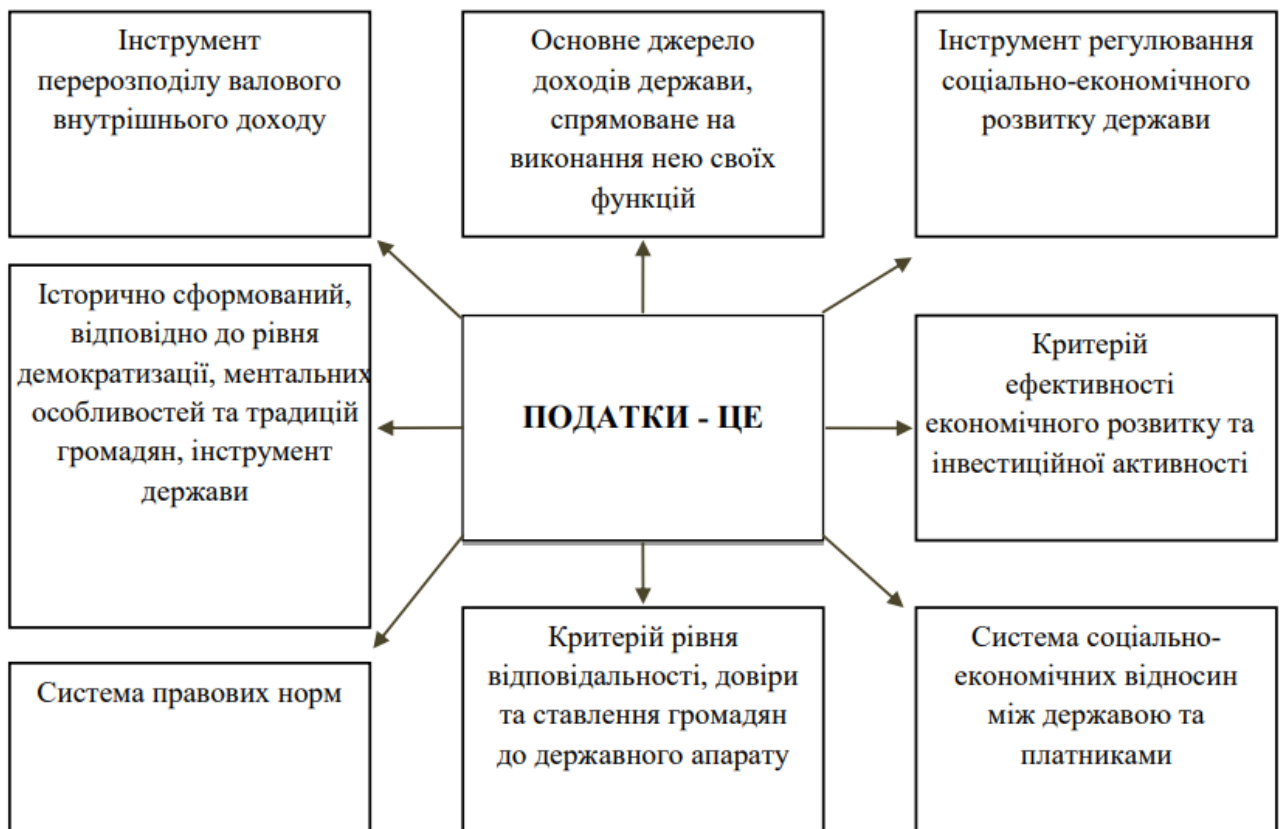 Інструмент
перерозподілу валового
внутрішнього доходу
Основне джерело
доходів держави,
спрямоване на
виконання нею своїх
функцій
Інструмент регулювання
соціально-економічного
розвитку держави
Історично сформований,
відповідно до рівня
демократизації, ментальних
особливостей та традицій
громадян, інструмент
держави
ПОДАТКИ - ЦЕ
Критерій
ефективності
економічного розвитку та
інвестиційної активності
Система правових норм
Критерій рівня
відповідальності, довіри
та ставлення громадян
до державного апарату
Система соціально-
економічних відносин
між державою та
платниками